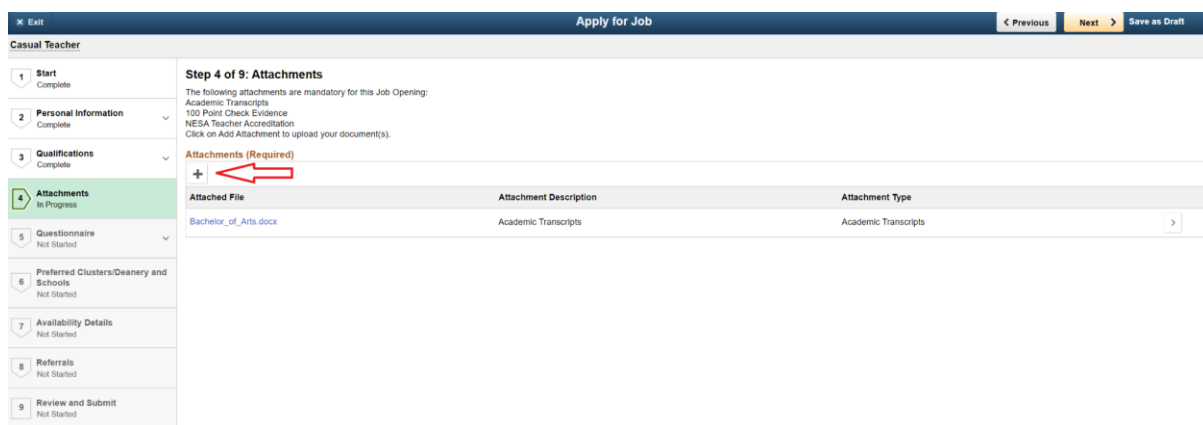 × Exit
Apply for Job
Previous
Next
Save as Draft
Casual Teacher
1
Start
Complete
2
Personal Information
Complete
3
Qualifications
Complete
4
Attachments
In Progress
5
Questionnaire
Not Started
6
Preferred Clusters/Deanery and
Schools
Not Started
7
Availability Details
Not Started
8
Referrals
Not Started
9
Review and Submit
Not Started
Step 4 of 9: Attachments
The following attachments are mandatory for this Job Opening:
Academic Transcripts
100 Point Check Evidence
NESA Teacher Accreditation
Click on Add Attachment to upload your document(s).
Attachments (Required)
+
Attached File Attachment Description Attachment Type
Bachelor_of_Arts.docx Academic Transcripts Academic Transcripts